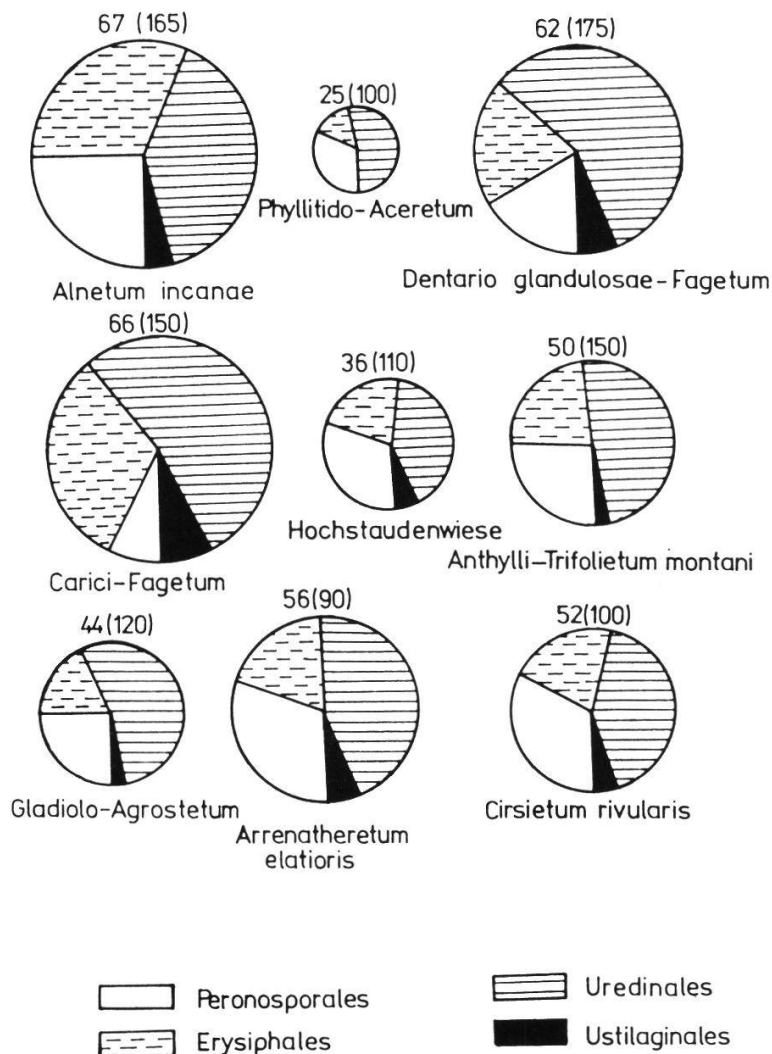 67 (165)
25 (100)
62 (175)
Phyllitido-Aceretum
Alnetum incanae
Dentario glandulosae-Fagetum
66 (150)
36 (110)
50 (150)
Hochstaudenwiese
Carici-Fagetum
Anthylli-Trifolietum montani
44 (120)
56 (90)
52 (100)
Gladiolo-Agrostetum
Arrenatheretum
elatioris
Cirsietum rivularis
Peronosporales
Uredinales
Erysiphales
Ustilaginales